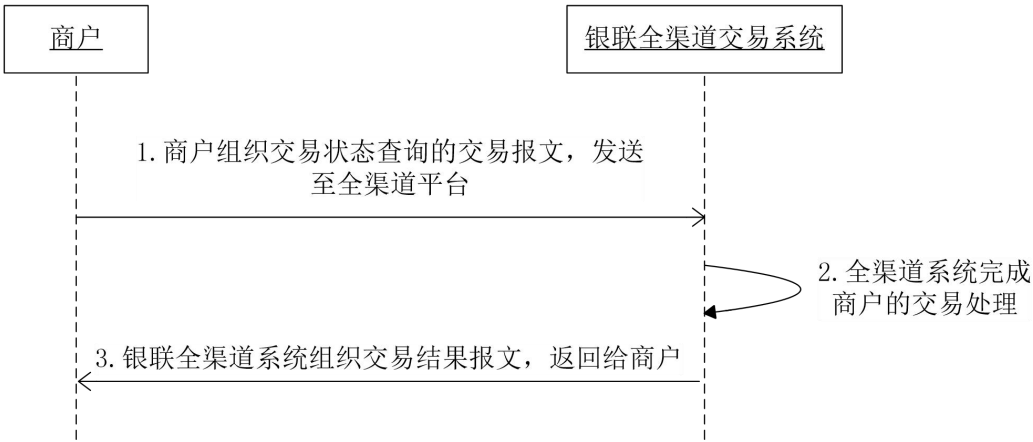 商户
银联全渠道交易系统
1.商户组织交易状态查询的交易报文，发送
至全渠道平台
2.全渠道系统完成
商户的交易处理
3.银联全渠道系统组织交易结果报文，返回给商户